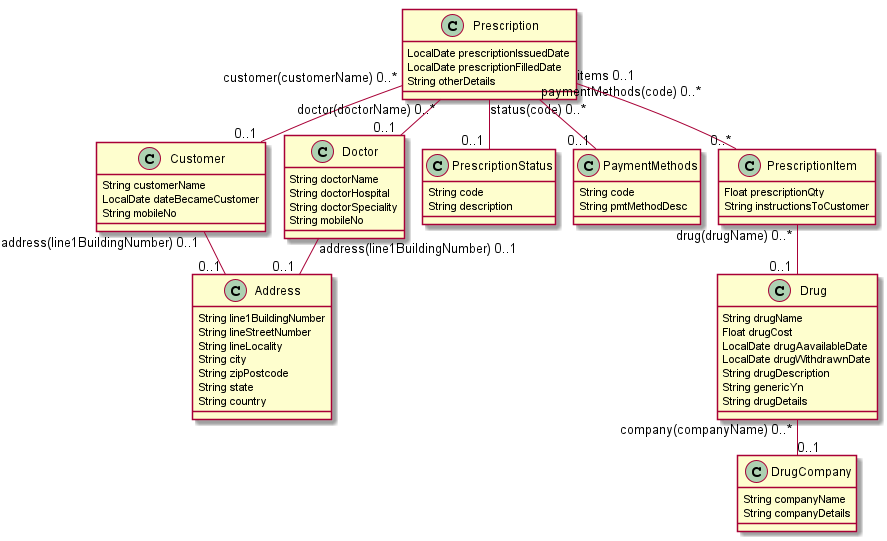 C Prescription
LocalDate prescriptionIssuedDate
LocalDate prescriptionFilledDate
String otherDetails
customer(customerName) 0..*
items 0..1
paymentMethods(code) 0..*
doctor(doctorName) 0..*
status(code) 0..*
0..1
0..1
0..1
0..1
0..*
C Customer
String customerName
LocalDate dateBecameCustomer
String mobileNo
C Doctor
String doctorName
String doctorHospital
String doctorSpeciality
String mobileNo
C PrescriptionStatus
String code
String description
C PaymentMethods
String code
String pmtMethodDesc
C PrescriptionItem
Float prescriptionQty
String instructionsToCustomer
address(line1BuildingNumber) 0..1
address(line1BuildingNumber) 0..1
drug(drugName) 0..*
0..1
0..1
0..1
C Address
String line1BuildingNumber
String lineStreetNumber
String lineLocality
String city
String zipPostcode
String state
String country
C Drug
String drugName
Float drugCost
LocalDate drugAavailableDate
LocalDate drugWithdrawnDate
String drugDescription
String genericYn
String drugDetails
company(companyName) 0..*
0..1
C DrugCompany
String companyName
String companyDetails